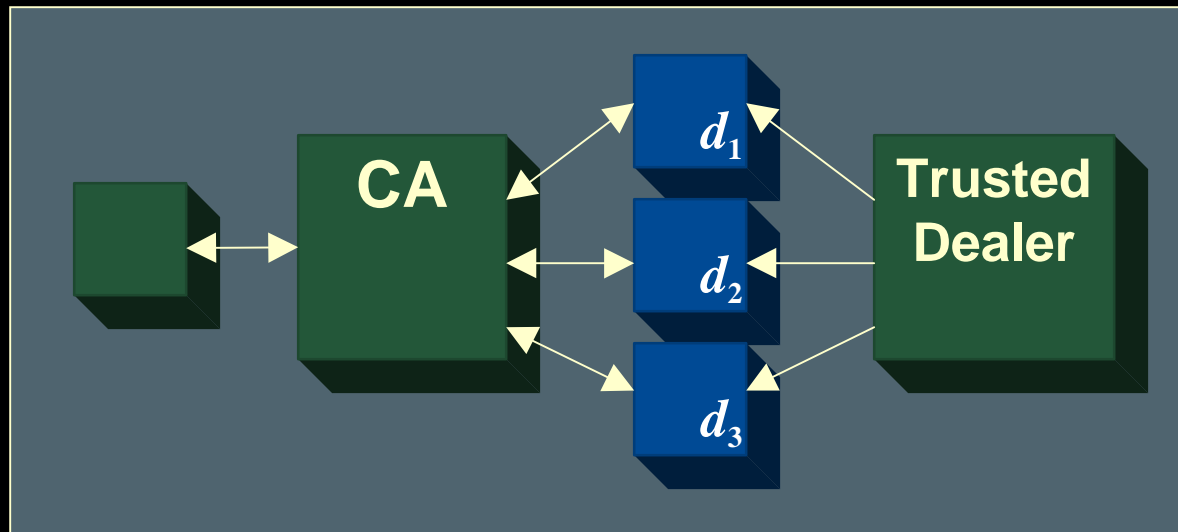 CA
d₁
d₂
d₃
Trusted
Dealer